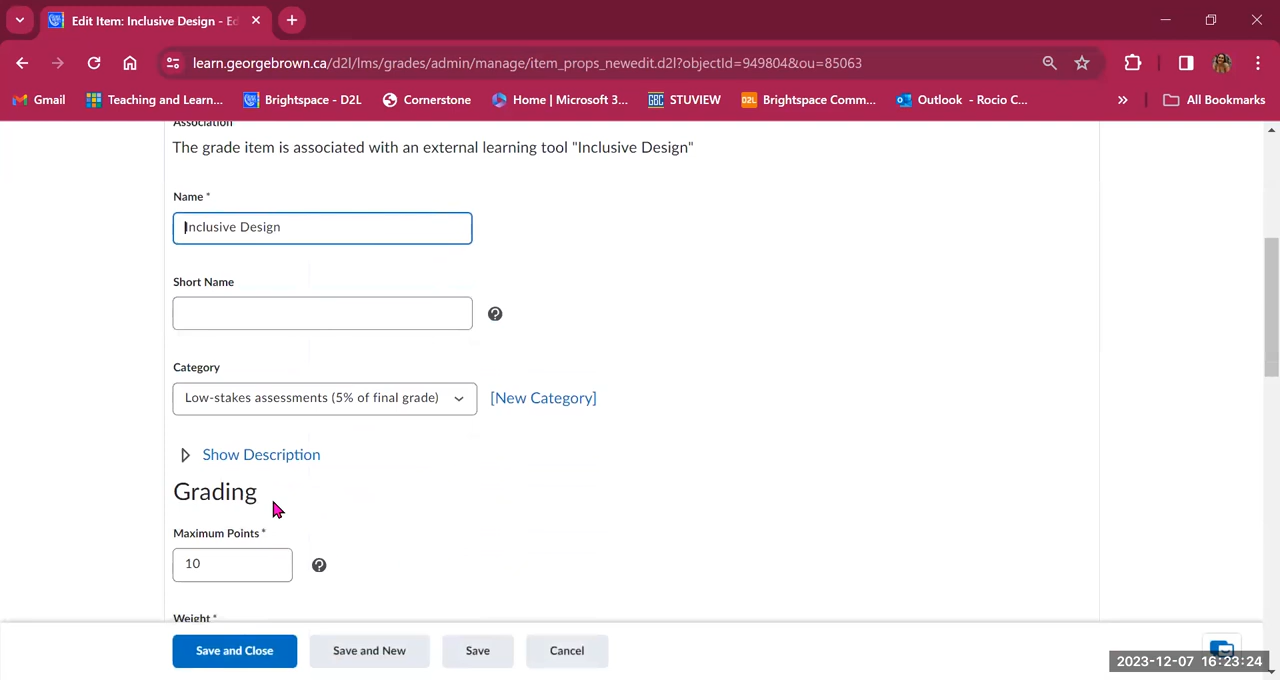 Edit Item: Inclusive Design - Ed
learn.georgebrown.ca/d2l/lms/grades/admin/manage/item_props_newedit.d2l?objectId=949804&ou=85063
Gmail
Teaching and Learn...
Brightspace - D2L
Cornerstone
Home | Microsoft 3...
GBC STUVIEW
D2L Brightspace Comm...
Outlook - Rocio C...
All Bookmarks
Association
The grade item is associated with an external learning tool "Inclusive Design"
Name *
Inclusive Design
Short Name
Category
Low-stakes assessments (5% of final grade)
[New Category]
Show Description
Grading
Maximum Points *
10
Weight *
Save and Close
Save and New
Save
Cancel
2023-12-07 16:23:24